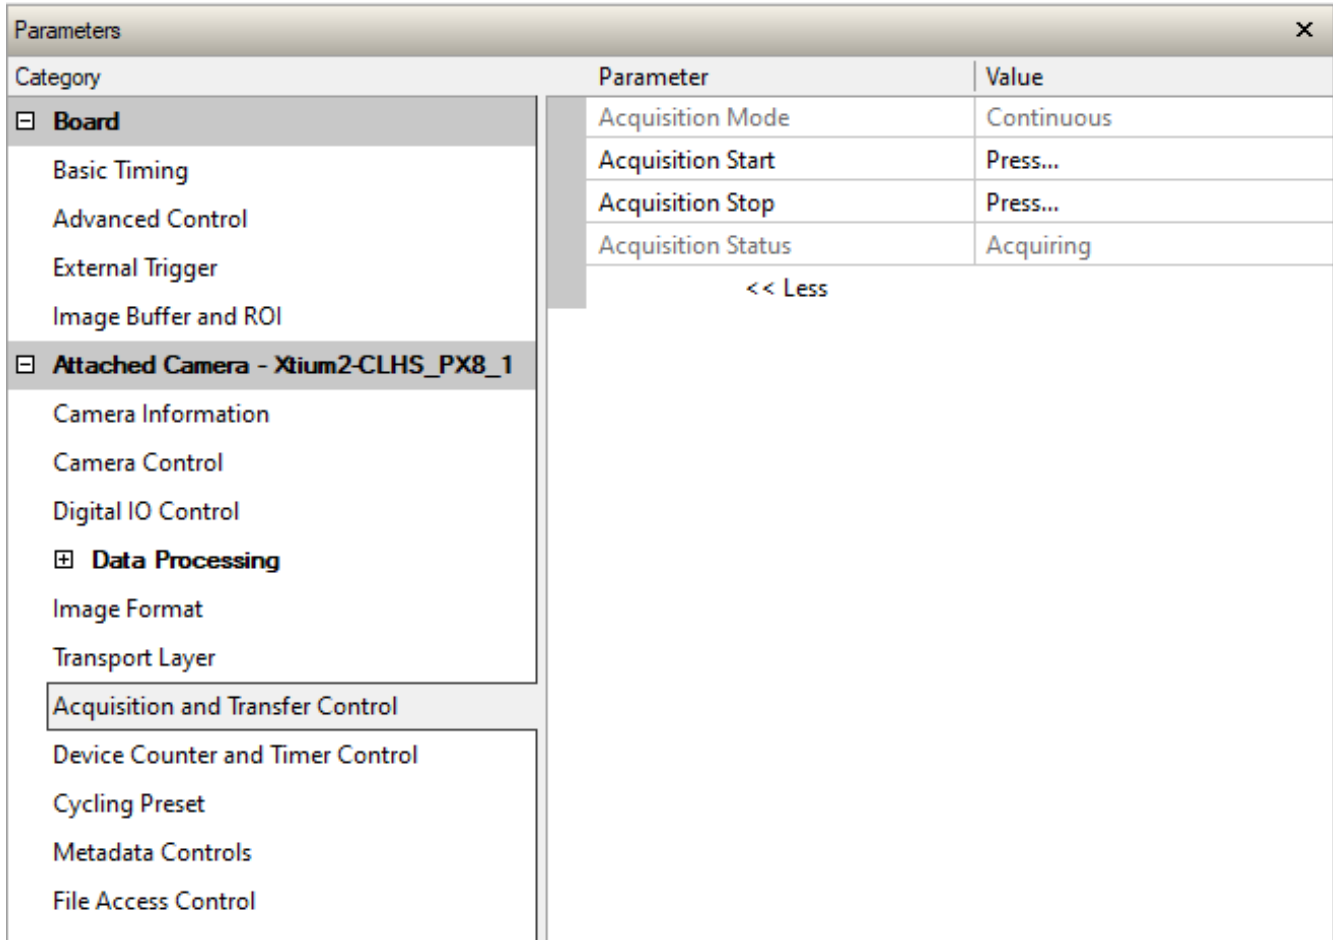 Parameters
Category
Board
Basic Timing
Advanced Control
External Trigger
Image Buffer and ROI
Attached Camera - Xtium2-CLHS_PX8_1
Camera Information
Camera Control
Digital IO Control
Data Processing
Image Format
Transport Layer
Acquisition and Transfer Control
Device Counter and Timer Control
Cycling Preset
Metadata Controls
File Access Control
Parameter Value
Acquisition Mode Continuous
Acquisition Start Press...
Acquisition Stop Press...
Acquisition Status Acquiring
<< Less